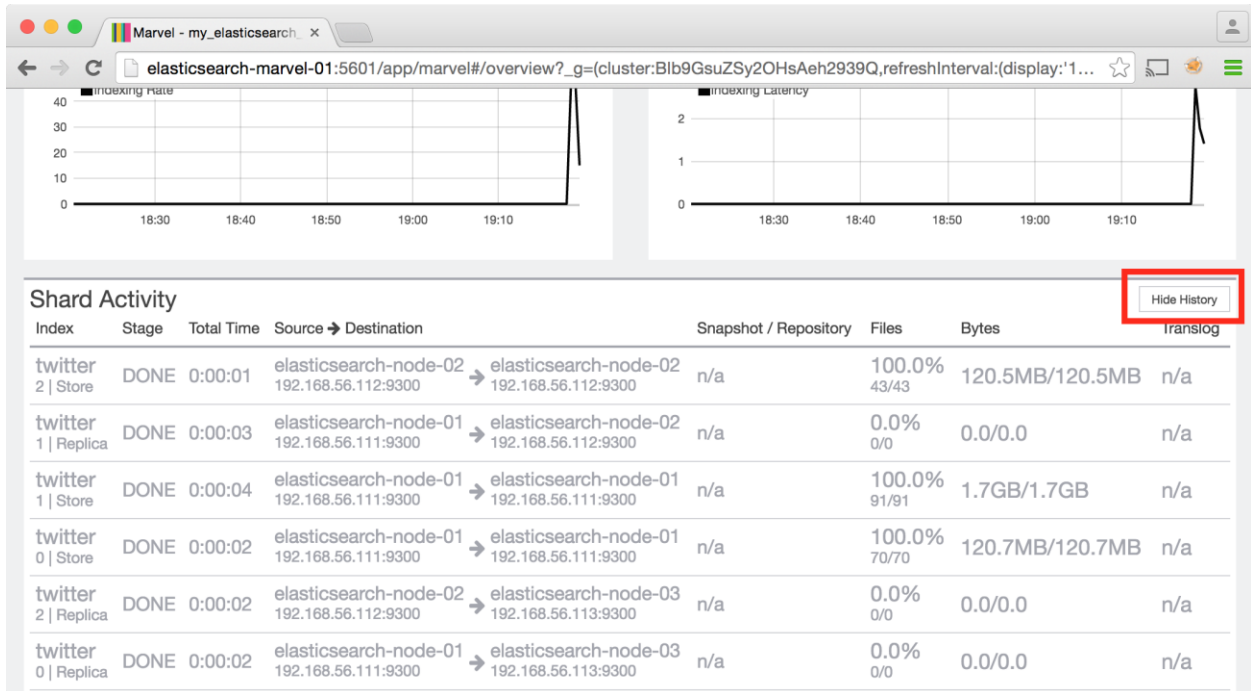 Marvel - my_elasticsearch_
elasticsearch-marvel-01:5601/app/marvel#/overview?_g=(cluster:BIb9GsuZSy2OHsAeh2939Q,refreshInterval:(display:'1...
Indexing Rate
40
30
20
10
0
18:30 18:40 18:50 19:00 19:10
Indexing Latency
2
1
0
18:30 18:40 18:50 19:00 19:10
Shard Activity
Hide History
Index Stage Total Time Source → Destination Snapshot / Repository Files Bytes Translog
twitter DONE 0:00:01 elasticsearch-node-02 → elasticsearch-node-02 n/a 100.0% 120.5MB/120.5MB n/a
2 | Store 192.168.56.112:9300 192.168.56.112:9300 43/43
twitter DONE 0:00:03 elasticsearch-node-01 → elasticsearch-node-02 n/a 0.0% 0.0/0.0 n/a
1 | Replica 192.168.56.111:9300 192.168.56.112:9300 0/0
twitter DONE 0:00:04 elasticsearch-node-01 → elasticsearch-node-01 n/a 100.0% 1.7GB/1.7GB n/a
1 | Store 192.168.56.111:9300 192.168.56.111:9300 91/91
twitter DONE 0:00:02 elasticsearch-node-01 → elasticsearch-node-01 n/a 100.0% 120.7MB/120.7MB n/a
0 | Store 192.168.56.111:9300 192.168.56.111:9300 70/70
twitter DONE 0:00:02 elasticsearch-node-02 → elasticsearch-node-03 n/a 0.0% 0.0/0.0 n/a
2 | Replica 192.168.56.112:9300 192.168.56.113:9300 0/0
twitter DONE 0:00:02 elasticsearch-node-01 → elasticsearch-node-03 n/a 0.0% 0.0/0.0 n/a
0 | Replica 192.168.56.111:9300 192.168.56.113:9300 0/0